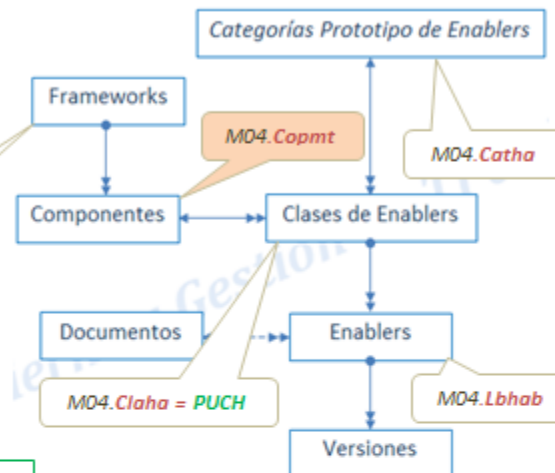 Categorías Prototipo de Enablers
Frameworks
M04.Copmt
M04.Catha
Componentes
Clases de Enablers
Gestion
Documentos
Enablers
M04.Claha = PUCH
M04.Lbhab
Versiones